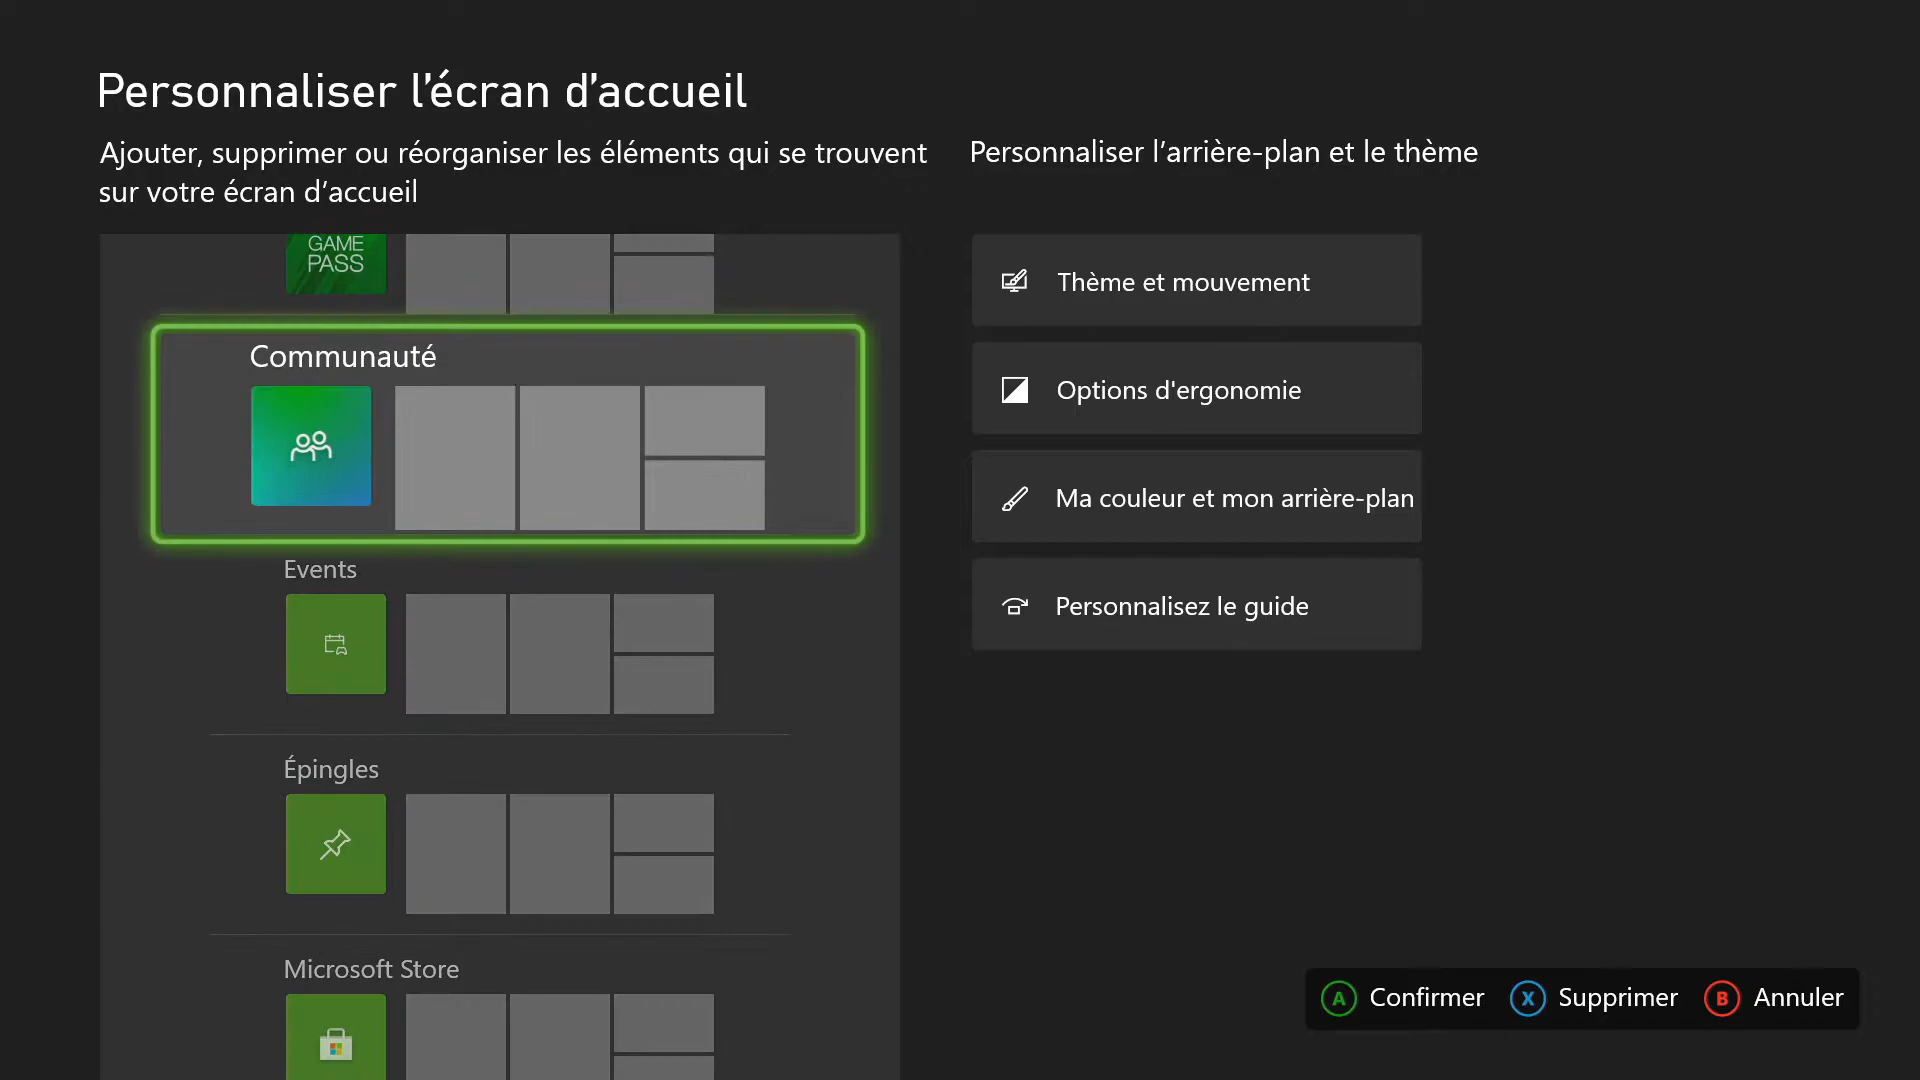 Personnaliser l’écran d’accueil
Ajouter, supprimer ou réorganiser les éléments qui se trouvent
sur votre écran d’accueil
Personnaliser l’arrière-plan et le thème
GAME
PASS
Communauté
Events
Épingles
Microsoft Store
Thème et mouvement
Options d'ergonomie
Ma couleur et mon arrière-plan
Personnalisez le guide
A Confirmer X Supprimer B Annuler